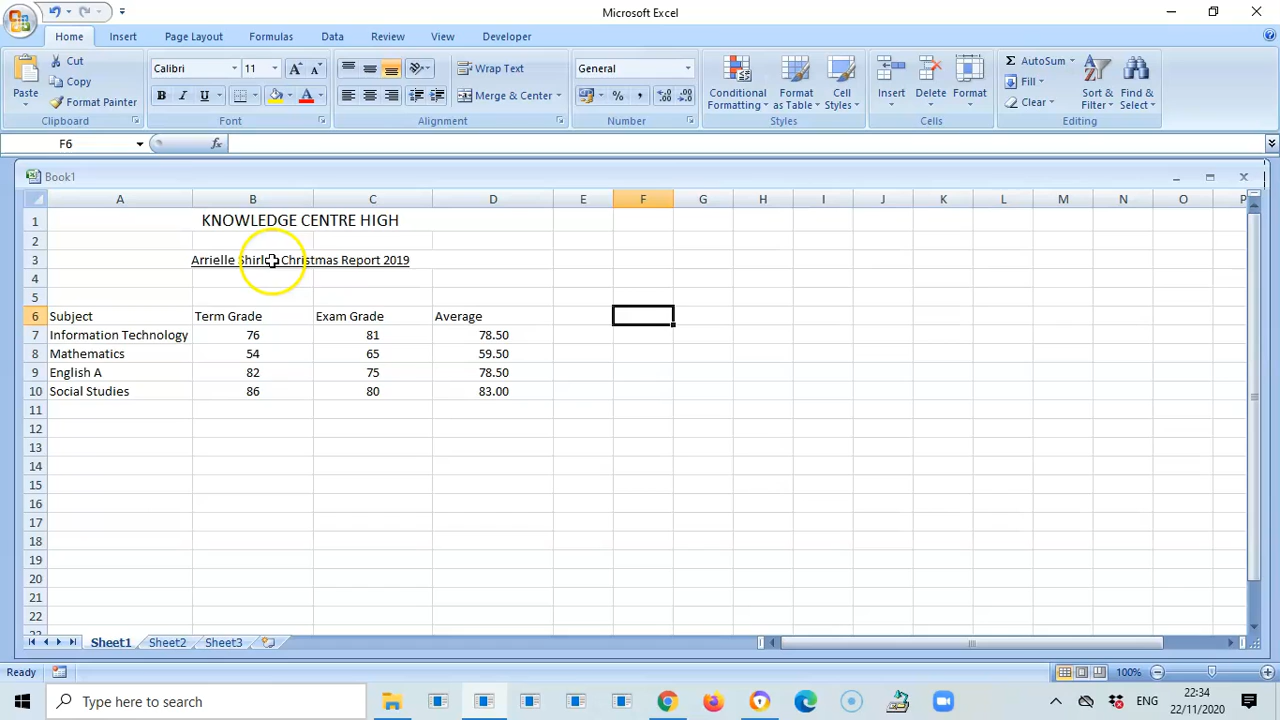 Microsoft Excel
Home Insert Page Layout Formulas Data Review View Developer
Paste
Cut
Copy
Format Painter
Clipboard
Calibri 11
B I U
Font
Wrap Text
Merge & Center
Alignment
General
% ,
Number
Conditional Formatting
Format as Table
Cell Styles
Styles
Insert
Delete
Format
Cells
Σ AutoSum
Fill
Clear
Sort & Filter
Find & Select
Editing
F6 fx
Book1
A B C D E F G H I J K L M N O P
1 KNOWLEDGE CENTRE HIGH
2
3 Arrielle Christmas Report 2019
4
5
6 Subject Term Grade Exam Grade Average
7 Information Technology 76 81 78.50
8 Mathematics 54 65 59.50
9 English A 82 75 78.50
10 Social Studies 86 80 83.00
11
12
13
14
15
16
17
18
19
20
21
22
Sheet1 Sheet2 Sheet3
Ready 100%
Type here to search
ENG
22:34
22/11/2020